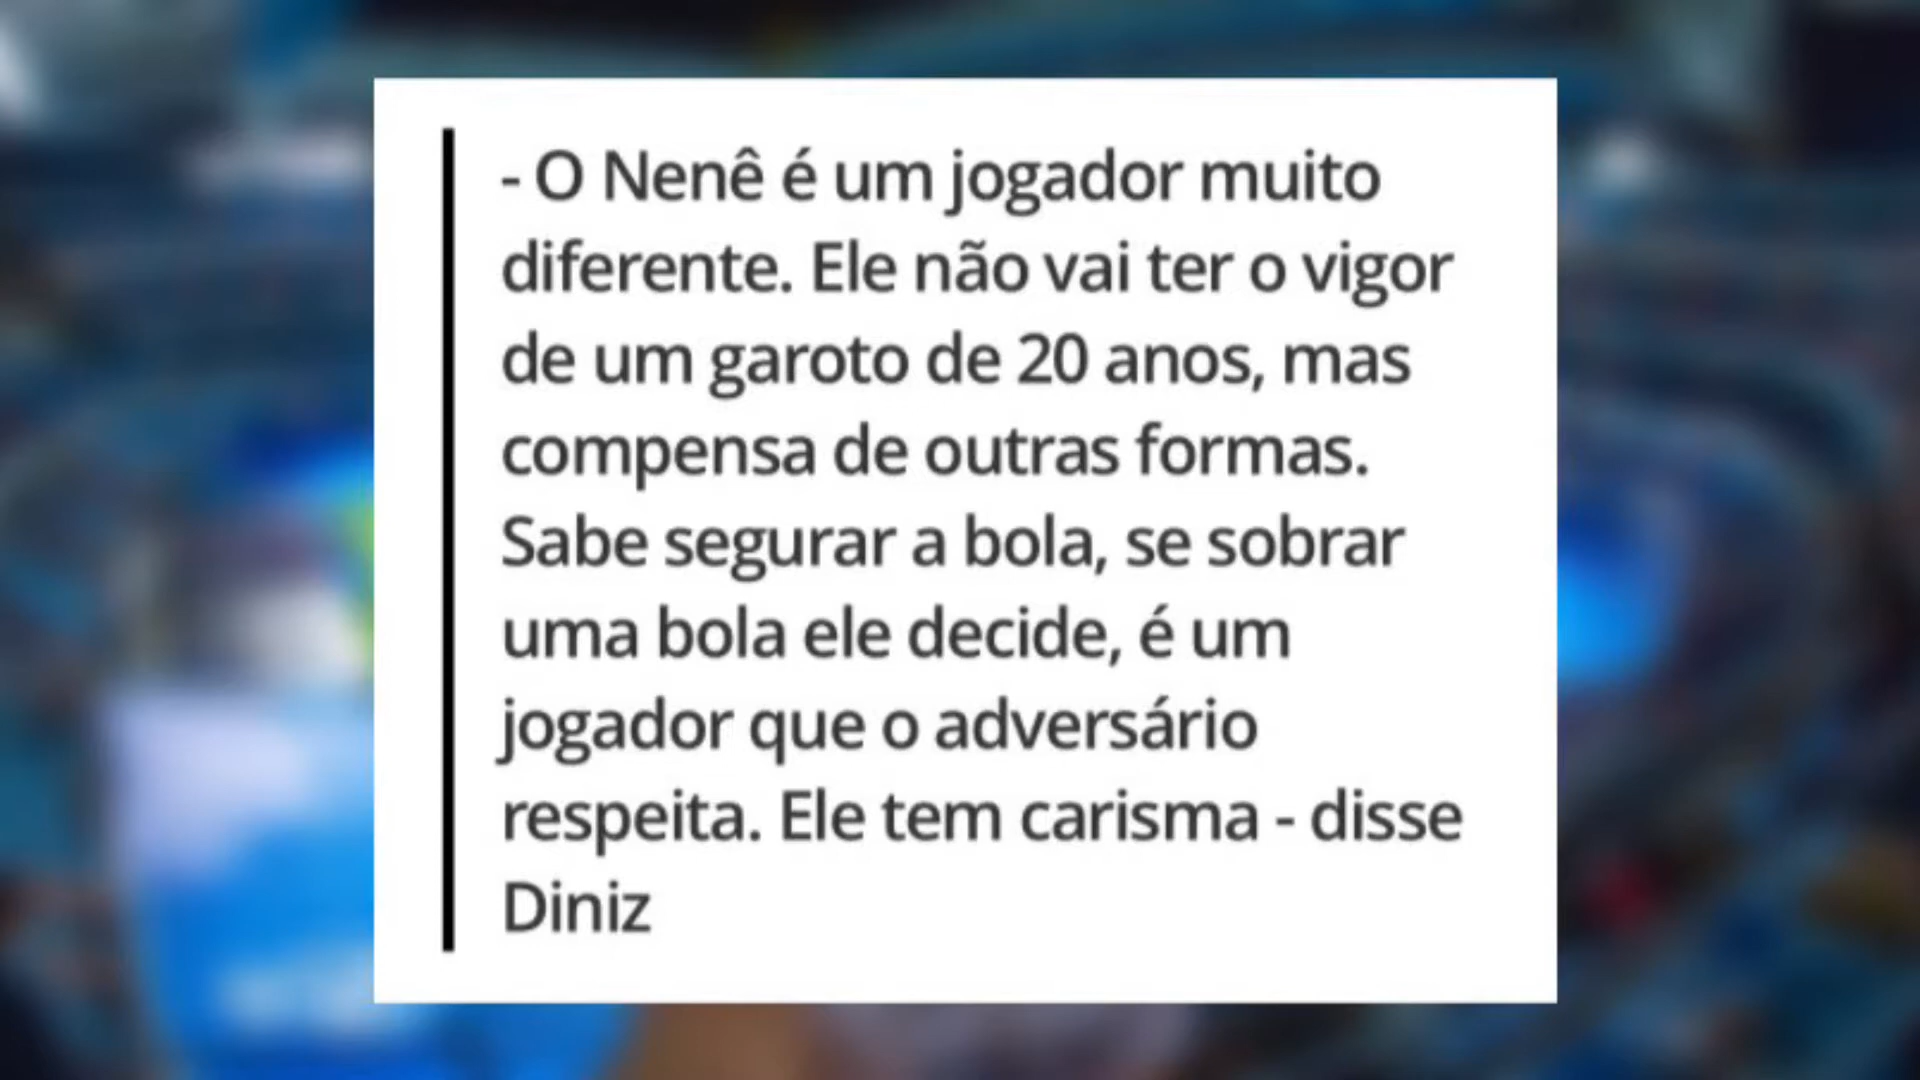 - O Nenê é um jogador muito
diferente. Ele não vai ter o vigor
de um garoto de 20 anos, mas
compensa de outras formas.
Sabe segurar a bola, se sobrar
uma bola ele decide, é um
jogador que o adversário
respeita. Ele tem carisma - disse
Diniz